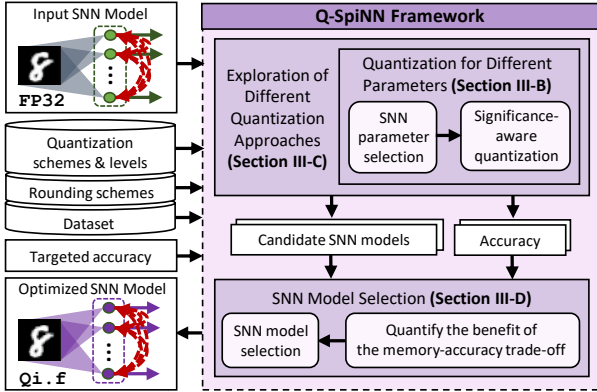 Input SNN Model
FP32
Quantization
schemes & levels
Rounding schemes
Dataset
Targeted accuracy
Optimized SNN Model
Qi.f
Q-SpiNN Framework
Exploration of
Different
Quantization
Approaches
(Section III-C)
Quantization for Different
Parameters (Section III-B)
SNN
parameter
selection
Significance-
aware
quantization
Candidate SNN models
Accuracy
SNN Model Selection (Section III-D)
SNN model
selection
Quantify the benefit of
the memory-accuracy trade-off